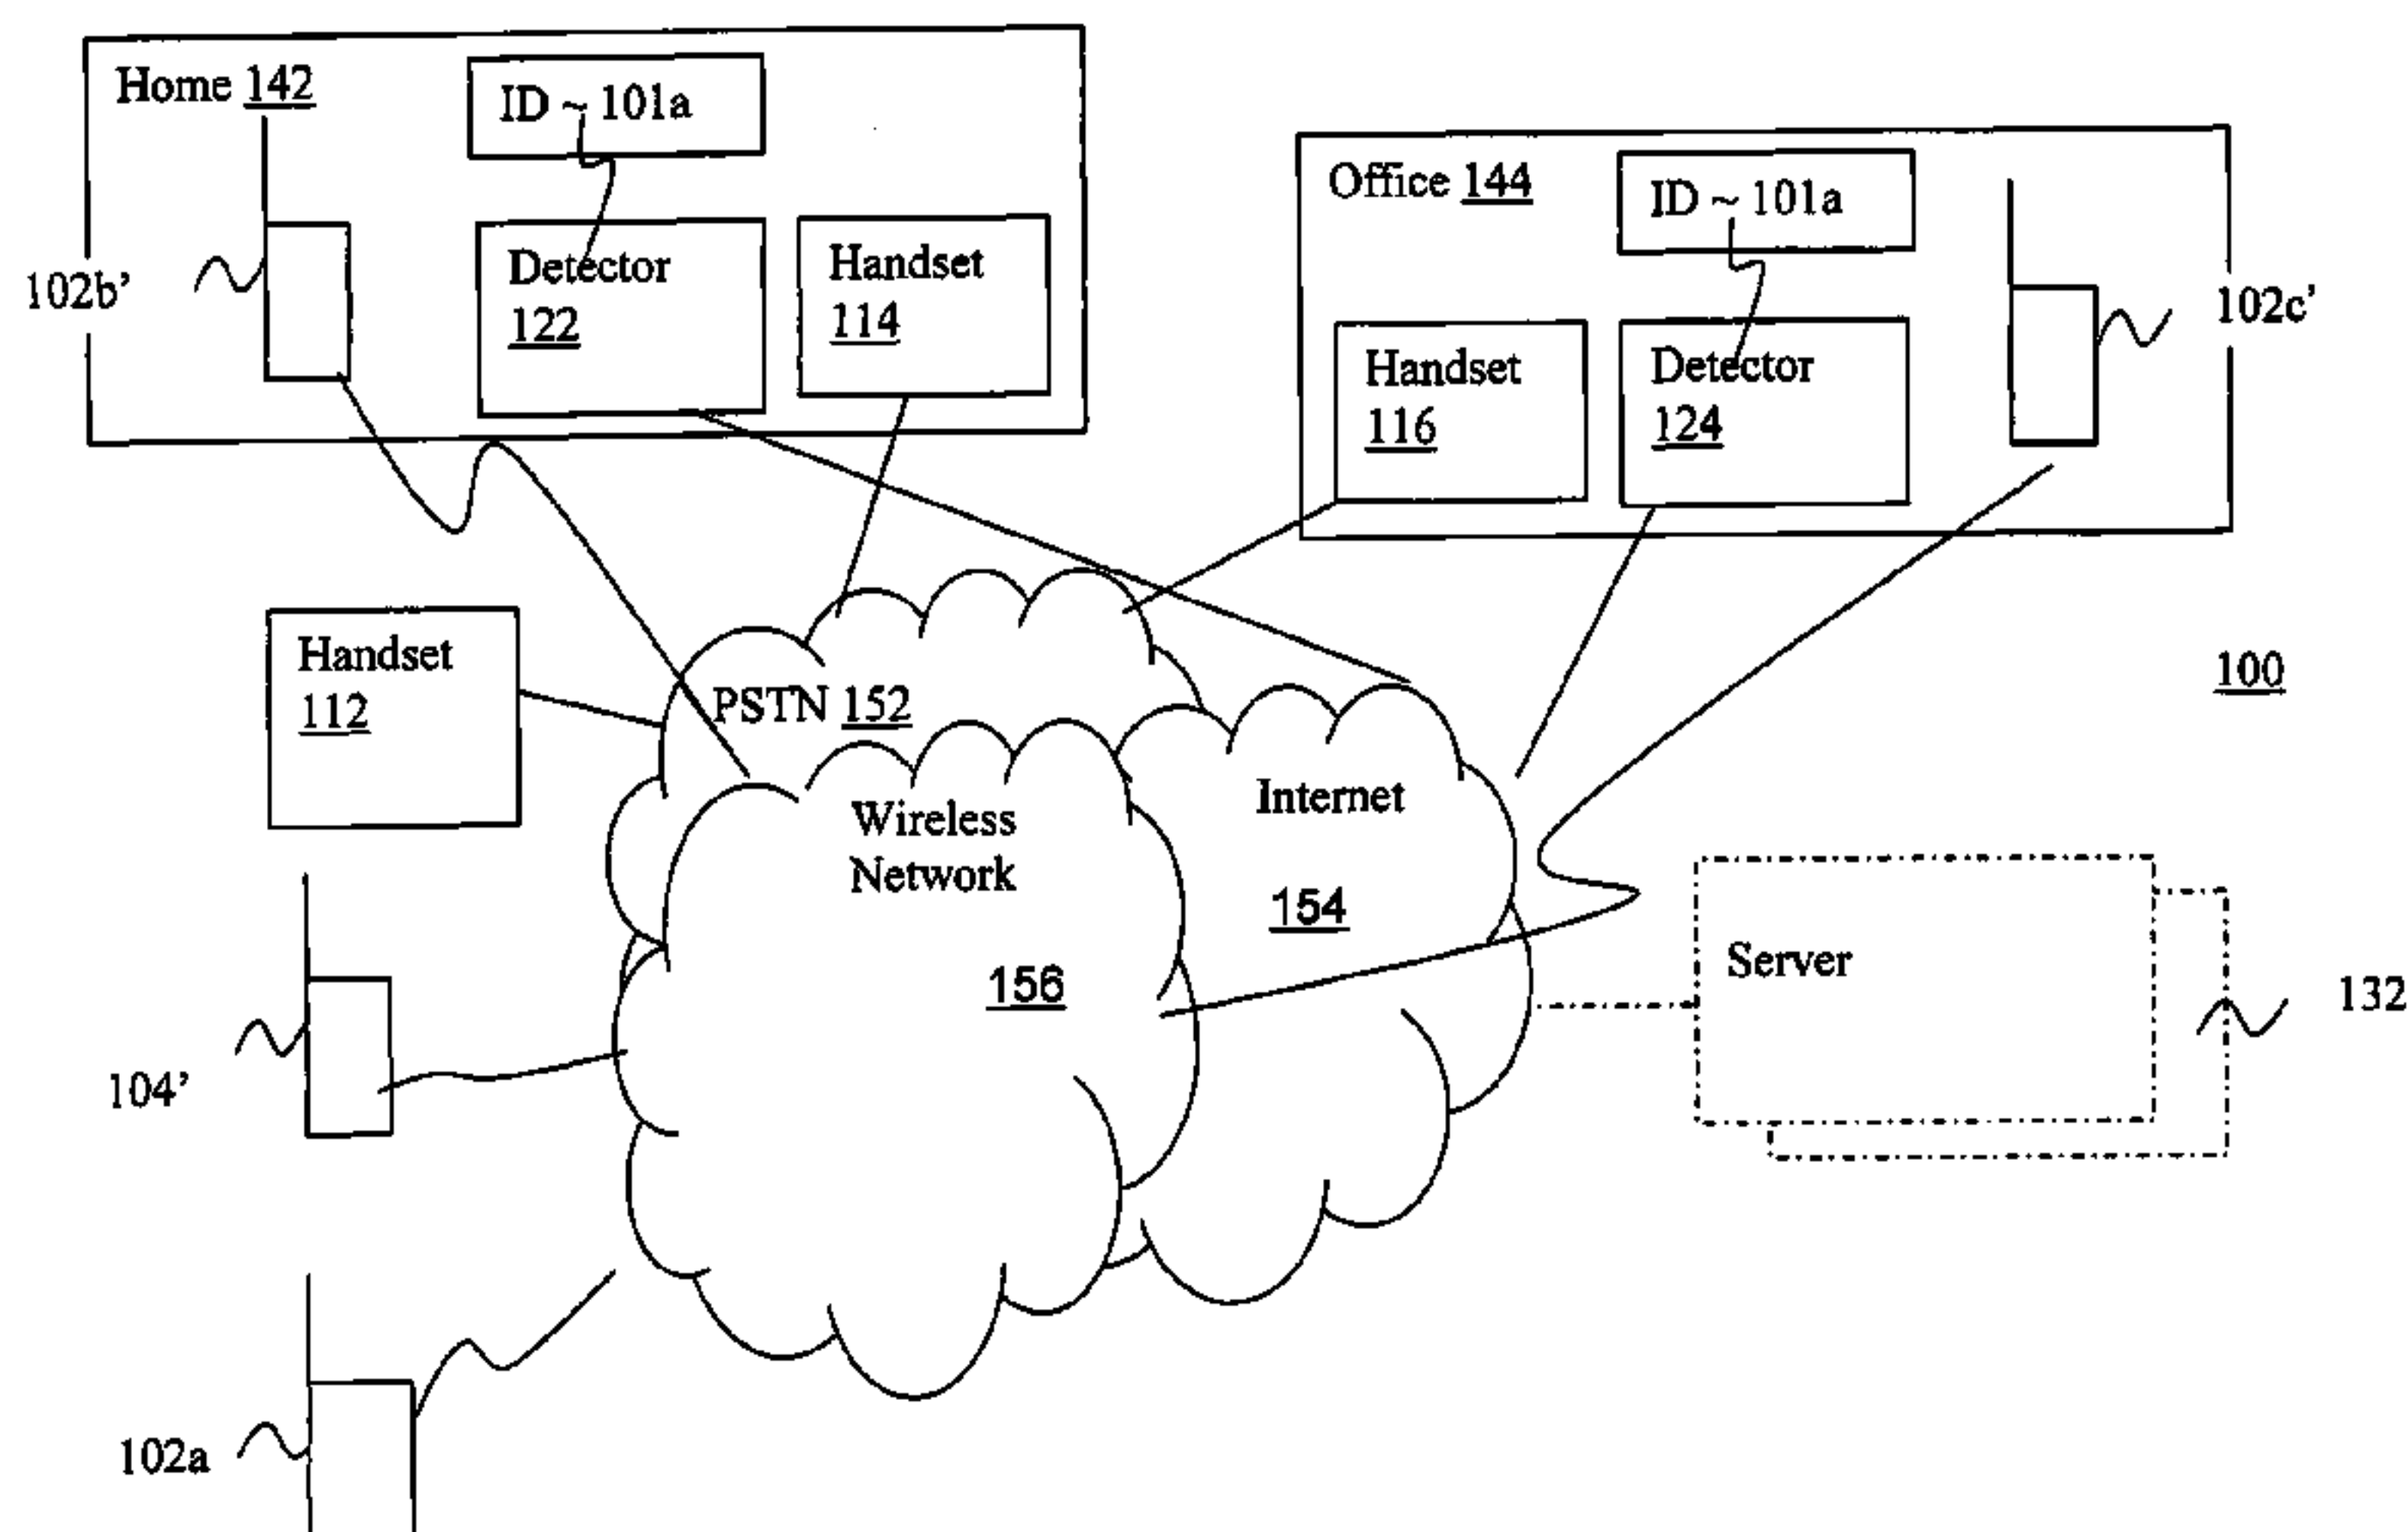 Home 142
ID ~ 101a
Detector
122
Handset
114
102b’
Office 144
ID ~ 101a
Handset
116
Detector
124
102c’
Handset
112
PSTN 152
Wireless
Network
156
Internet
154
100
Server
132
104’
102a